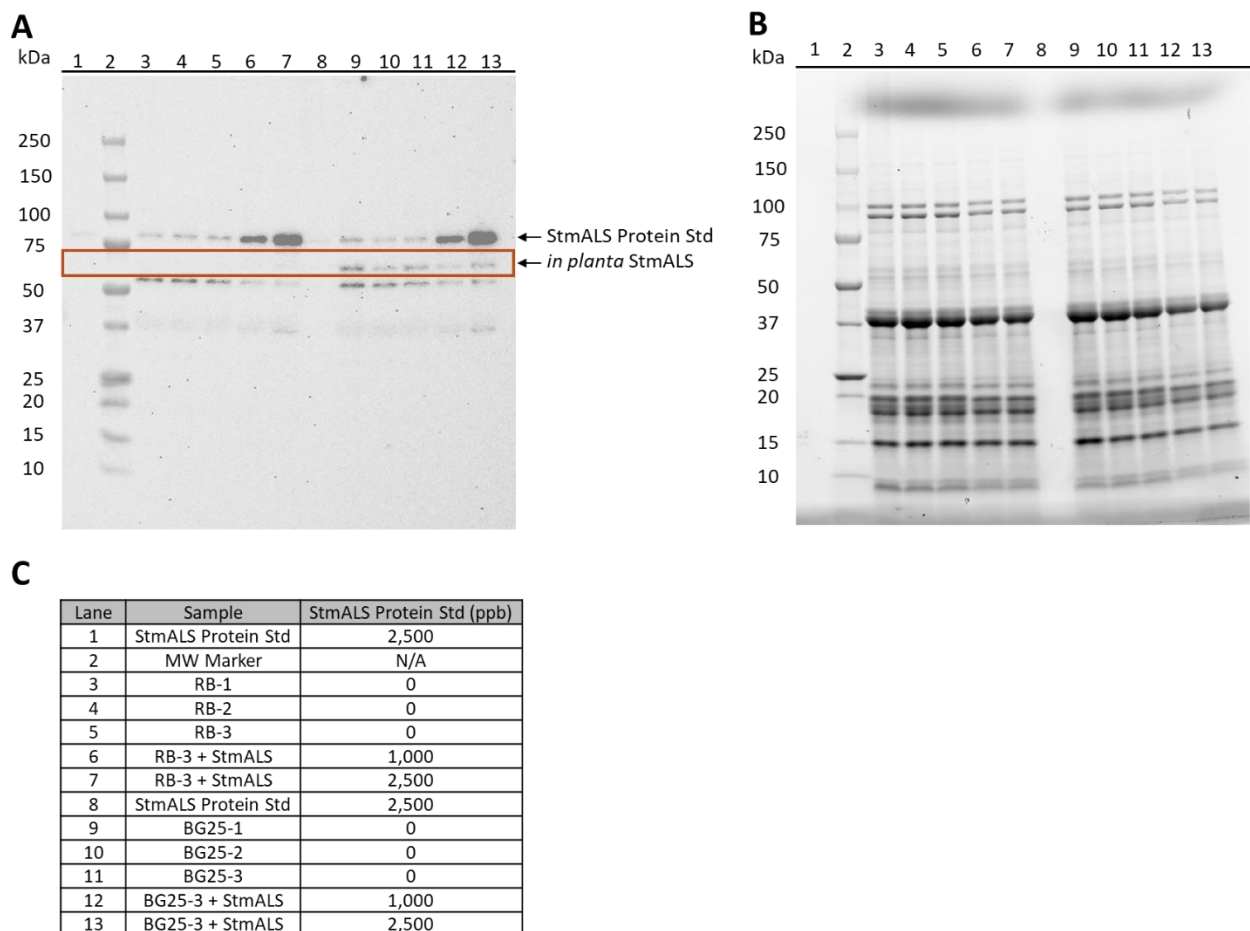 A
kDa
1 2 3 4 5 6 7 8 9 10 11 12 13
250
150
100
75
50
37
25
20
15
10
StmALS Protein Std
in planta StmALS
B
kDa
1 2 3 4 5 6 7 8 9 10 11 12 13
250
150
100
75
50
37
25
20
15
10
C
Lane Sample StmALS Protein Std (ppb)
1 StmALS Protein Std 2,500
2 MW Marker N/A
3 RB-1 0
4 RB-2 0
5 RB-3 0
6 RB-3 + StmALS 1,000
7 RB-3 + StmALS 2,500
8 StmALS Protein Std 2,500
9 BG25-1 0
10 BG25-2 0
11 BG25-3 0
12 BG25-3 + StmALS 1,000
13 BG25-3 + StmALS 2,500